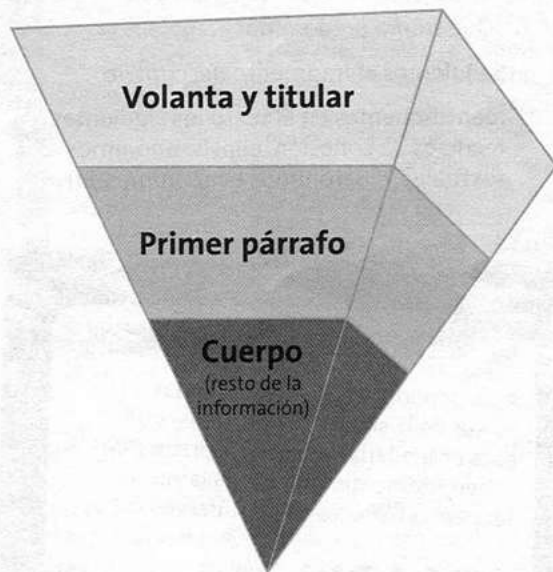 Volanta y titular
Primer párrafo
Cuerpo
(resto de la
información)